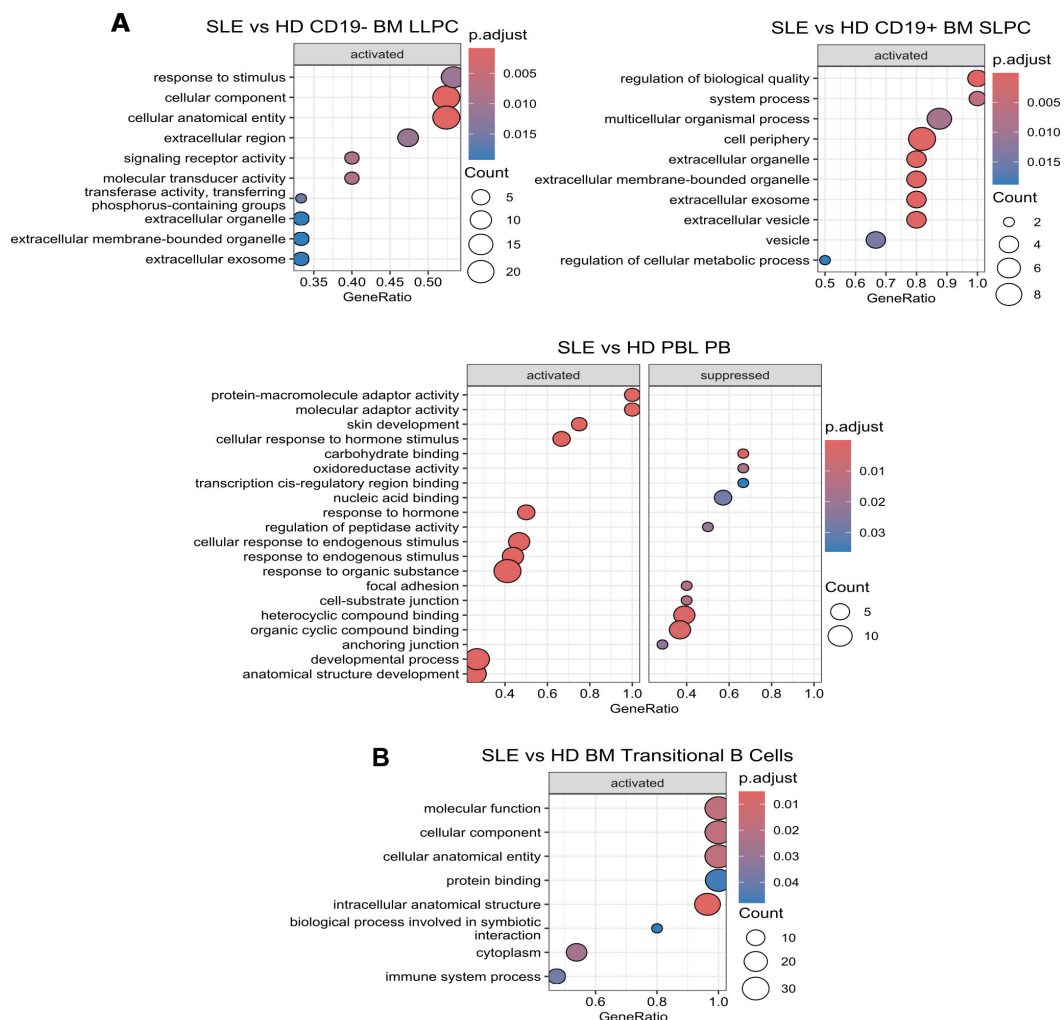 A
SLE vs HD CD19- BM LLPC
activated
response to stimulus
cellular component
cellular anatomical entity
extracellular region
signaling receptor activity
molecular transducer activity
transferase activity, transferring
phosphorus-containing groups
extracellular organelle
extracellular membrane-bounded organelle
extracellular exosome
0.35 0.40 0.45 0.50
GeneRatio
p.adjust
0.005
0.010
0.015
Count
5
10
15
20
SLE vs HD CD19+ BM SLPC
activated
regulation of biological quality
system process
multicellular organismal process
cell periphery
extracellular organelle
extracellular membrane-bounded organelle
extracellular exosome
extracellular vesicle
vesicle
regulation of cellular metabolic process
0.5 0.6 0.7 0.8 0.9 1.0
GeneRatio
p.adjust
0.005
0.010
0.015
Count
2
4
6
8
SLE vs HD PBL PB
activated suppressed
protein-macromolecule adaptor activity
molecular adaptor activity
skin development
cellular response to hormone stimulus
carbohydrate binding
oxidoreductase activity
transcription cis-regulatory region binding
nucleic acid binding
response to hormone
regulation of peptidase activity
cellular response to endogenous stimulus
response to endogenous stimulus
response to organic substance
focal adhesion
cell-substrate junction
heterocyclic compound binding
organic cyclic compound binding
anchoring junction
developmental process
anatomical structure development
0.4 0.6 0.8 1.0 0.4 0.6 0.8 1.0
GeneRatio
p.adjust
0.01
0.02
0.03
Count
5
10
B
SLE vs HD BM Transitional B Cells
activated
molecular function
cellular component
cellular anatomical entity
protein binding
intracellular anatomical structure
biological process involved in symbiotic
interaction
cytoplasm
immune system process
0.6 0.8 1.0
GeneRatio
p.adjust
0.01
0.02
0.03
0.04
Count
10
20
30